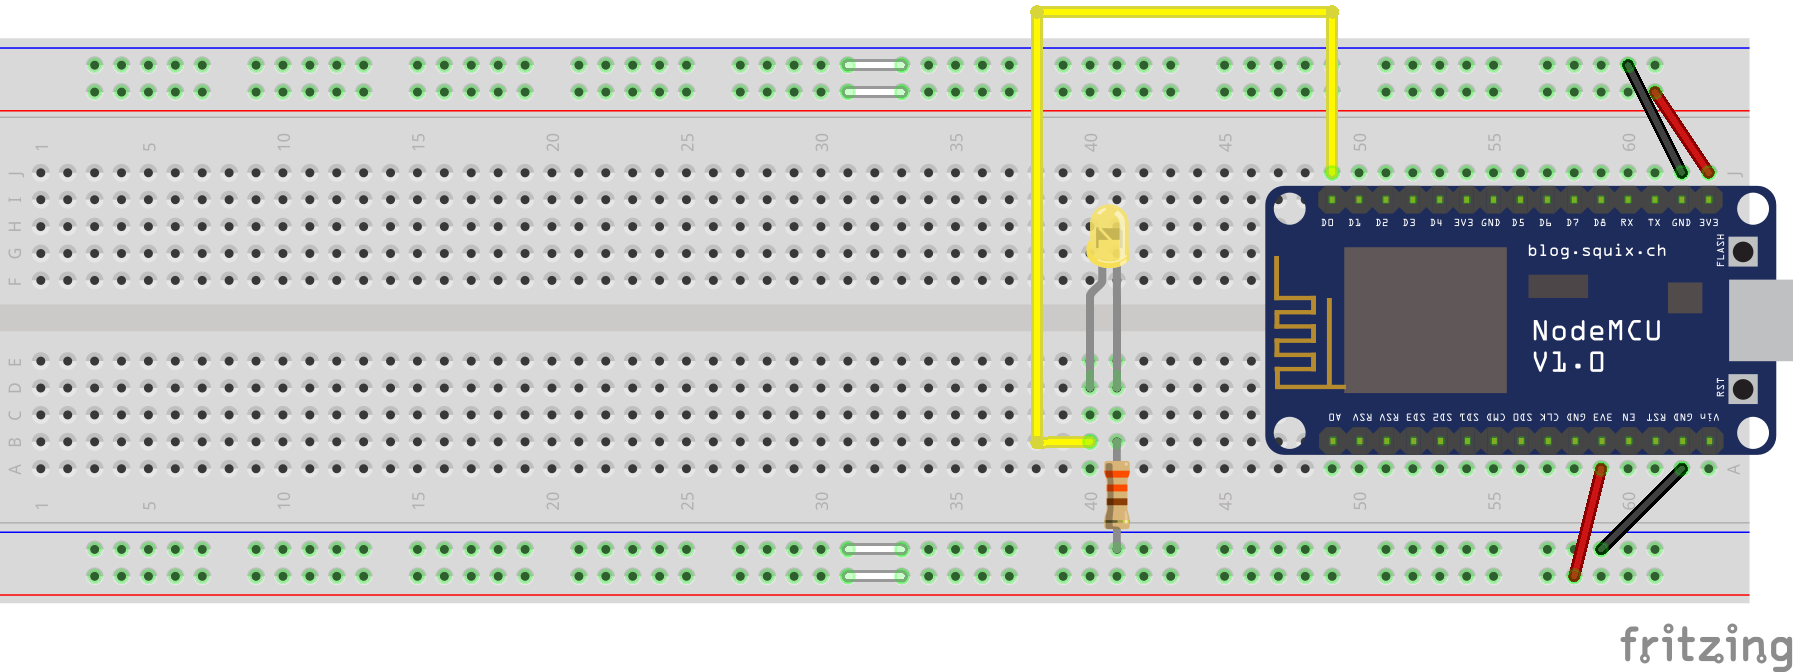 1 5 10 15 20 25 30 35 40 45 50 55 60
J
I
H
G
F
J
D0 D1 D2 D3 D4 3V3 GND D5 D6 D7 D8 RX TX GND 3V3
FLASH
blog.squix.ch
NodeMCU
V1.0
RST
A0 RSV RSV SD3 SD2 SD1 CMD SD0 CLK GND 3V3 EN RST GND Vin
E
D
C
B
A
A
1 5 10 15 20 25 30 35 40 45 50 55 60
fritzing